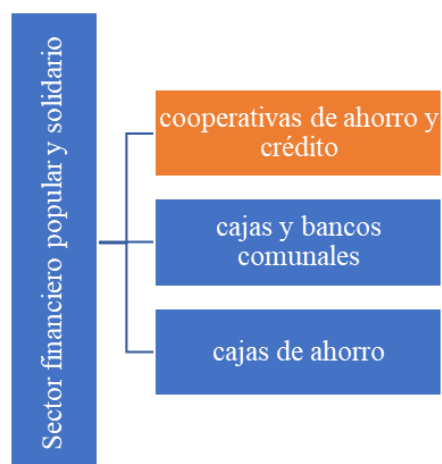 Sector financiero popular y solidario
cooperativas de ahorro y
crédito
cajas y bancos
comunales
cajas de ahorro